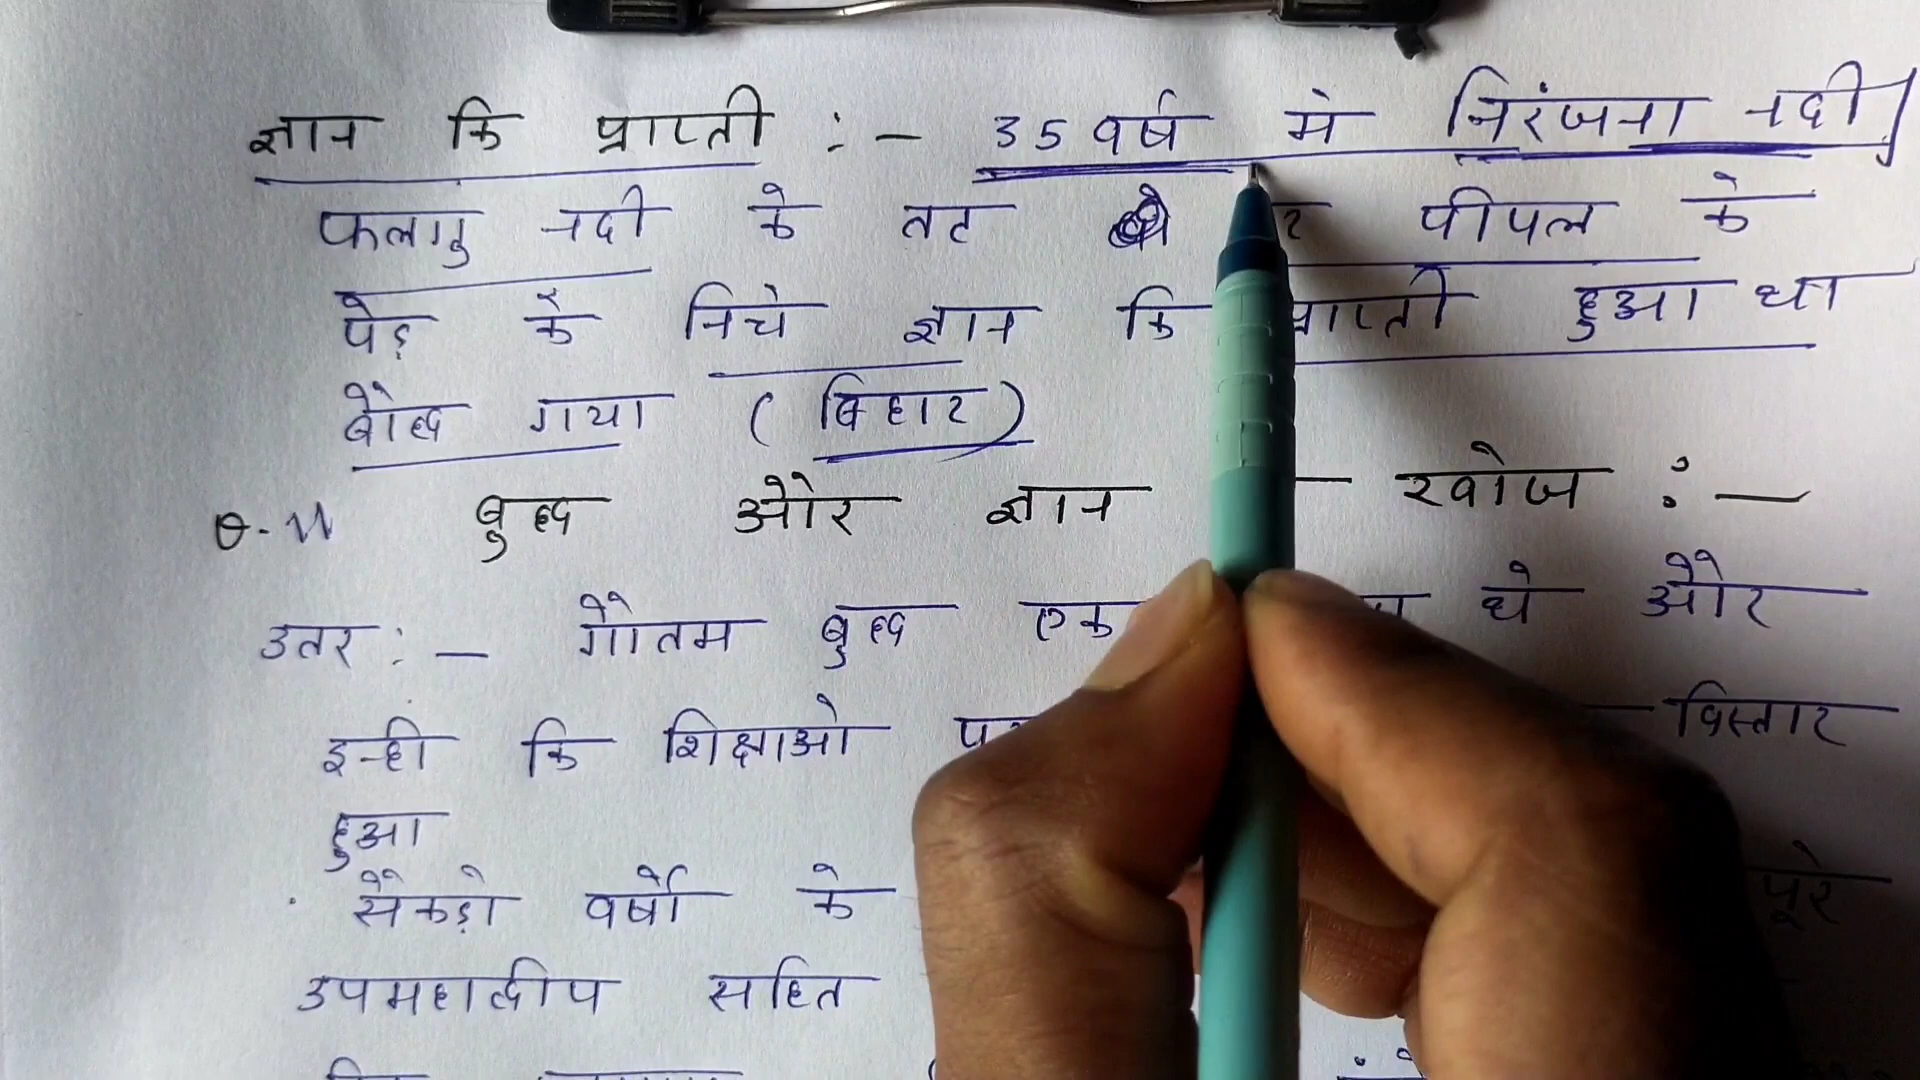 ज्ञान कि प्राप्ती :- 35 वर्ष मे निरंजना नदी/
फलगु नदी के तट पीपल के
पेड़ के निचे ज्ञान कि प्राप्ती हुआ था
बौद्ध गया (बिहार)
θ-11 बुद्ध और ज्ञान खोज :-
उतर :- गौतम बुद्ध एक थे और
इन्ही कि शिक्षाओ विस्तार
हुआ
सैकड़ो वर्षो के पूरे
उपमहाद्वीप सहित